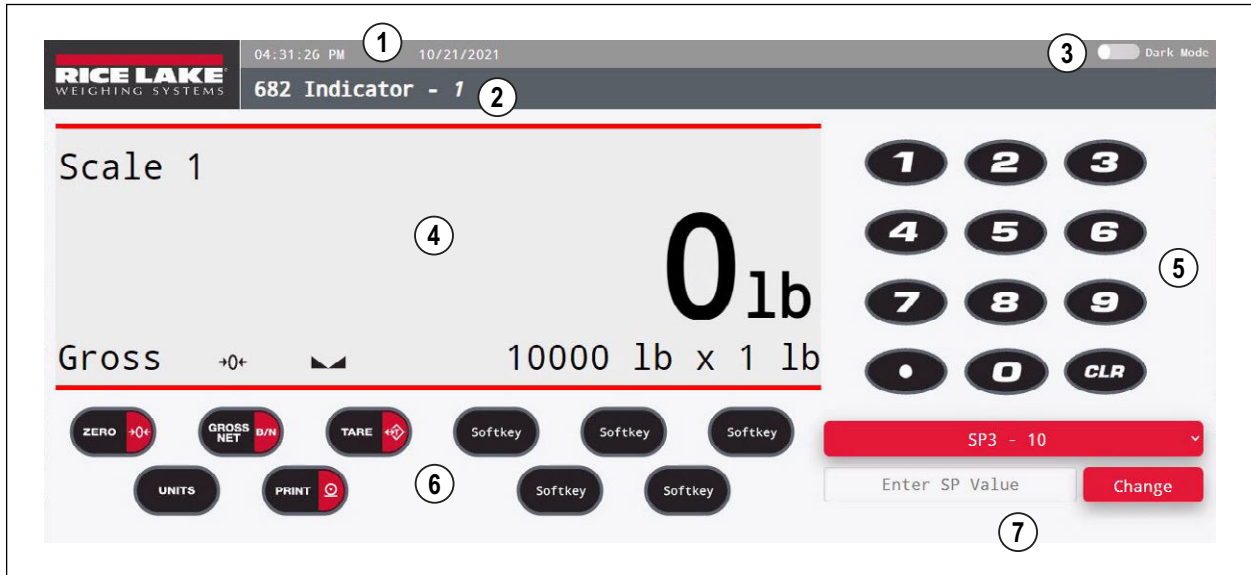 04:31:26 PM 1 10/21/2021
3 Dark Mode
RICE LAKE®
WEIGHING SYSTEMS
682 Indicator - 1 2
Scale 1
4
0 lb
Gross →0← 10000 lb x 1 lb
1 2 3
4 5 6
5
7 8 9
• 0 CLR
ZERO →0←
GROSS NET B/N
TARE →T←
Softkey Softkey Softkey
UNITS
PRINT
6
Softkey Softkey
SP3 - 10
Enter SP Value Change
7